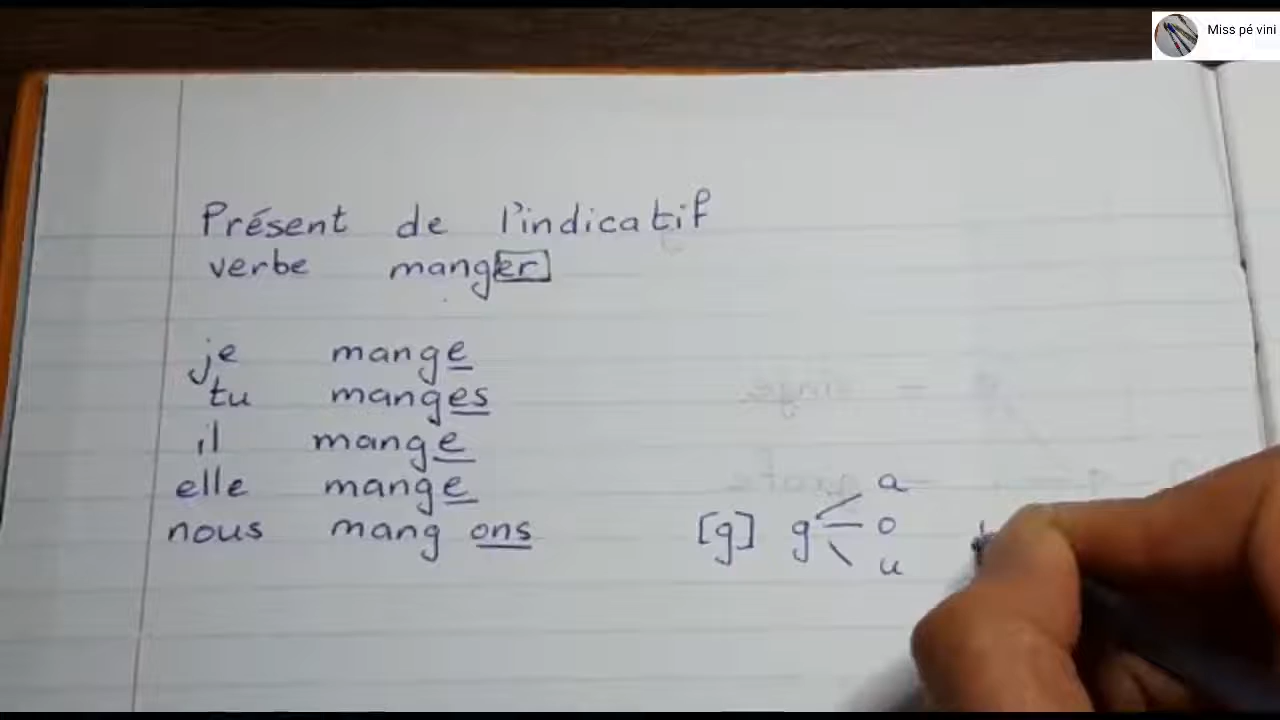 Miss pé vini
Présent de l'indicatif
verbe manger
je mange
tu manges
il mange
elle mange
nous mang ons
[g] g a
o
u